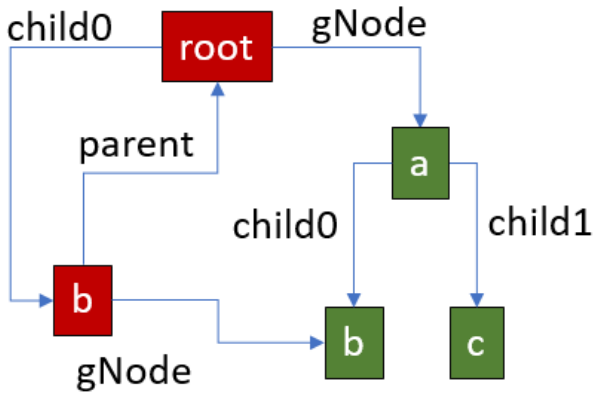 child0
root
gNode
parent
a
child0
child1
b
b
c
gNode